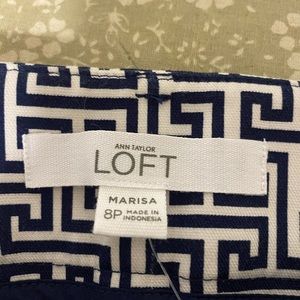 ANN TAYLOR
LOFT
MARISA
8P MADE IN
INDONESIA